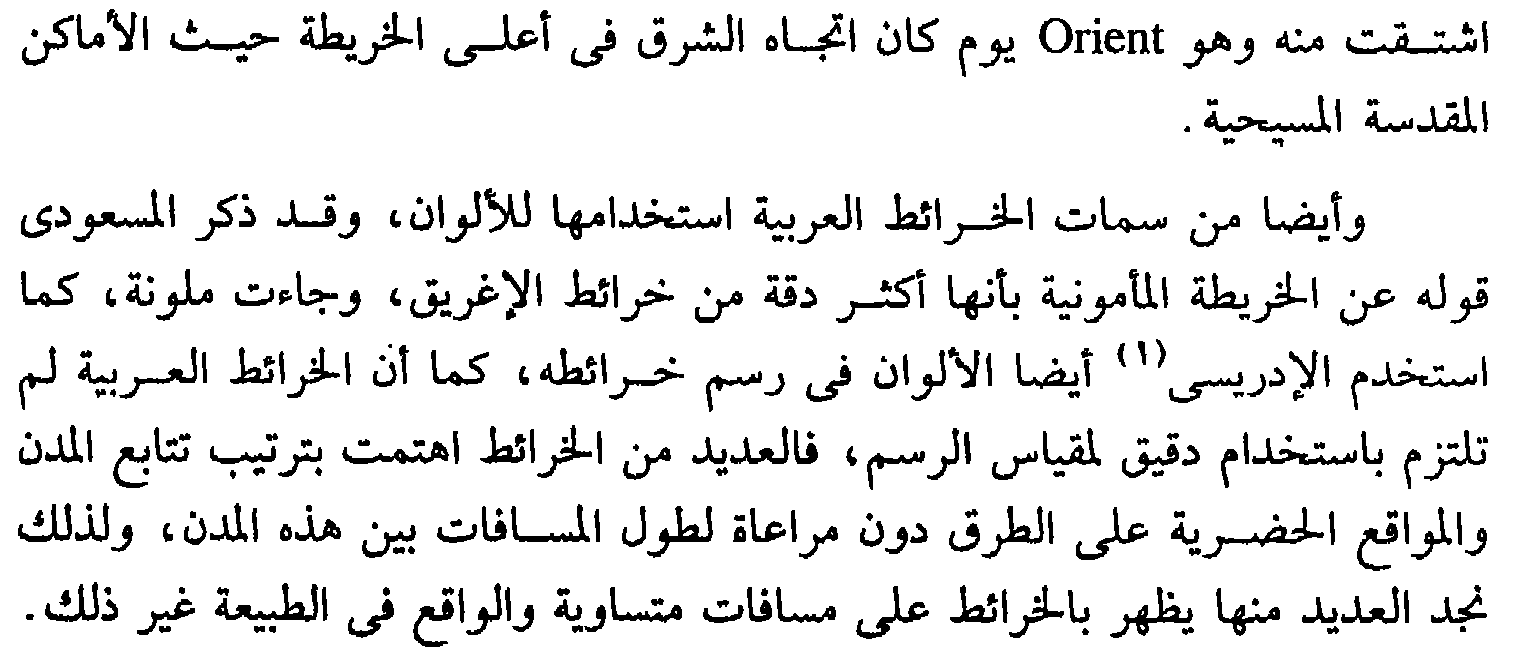 اشتقت منه وهو Orient يوم كان اتجاه الشرق فى أعلى الخريطة حيث الأماكن
المقدسة المسيحية.
وأيضا من سمات الخرائط العربية استخدامها للألوان، وقد ذكر المسعودى
قوله عن الخريطة المأمونية بأنها أكثر دقة من خرائط الإغريق، وجاءت ملونة، كما
استخدم الإدريسى(١) أيضا الألوان فى رسم خرائطه، كما أن الخرائط العربية لم
تلتزم باستخدام دقيق لمقياس الرسم، فالعديد من الخرائط اهتمت بترتيب تتابع المدن
والمواقع الحضرية على الطرق دون مراعاة لطول المسافات بين هذه المدن، ولذلك
نجد العديد منها يظهر بالخرائط على مسافات متساوية والواقع فى الطبيعة غير ذلك.